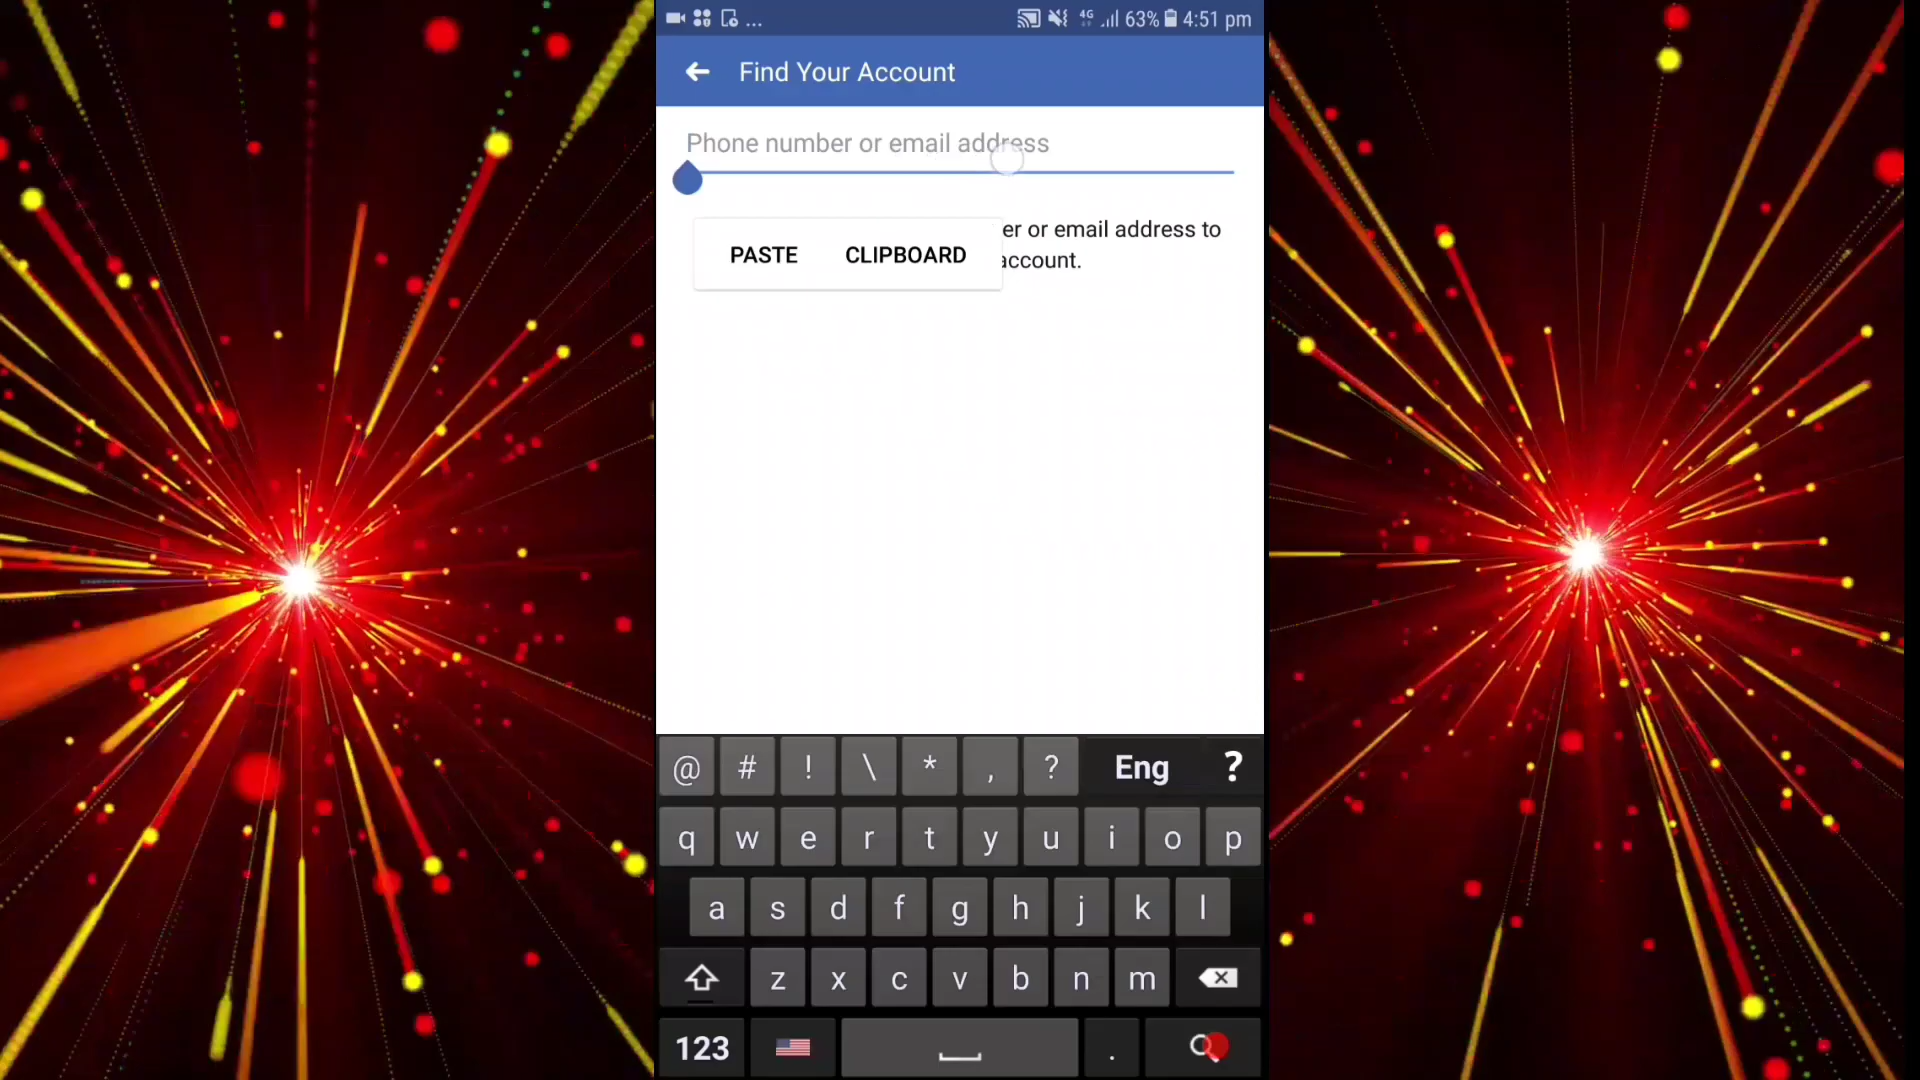 ... 4G 63% 4:51 pm
Find Your Account
Phone number or email address
er or email address to
PASTE CLIPBOARD account.
@ # ! \ * , ? Eng ?
q w e r t y u i o p
a s d f g h j k l
z x c v b n m
123 .